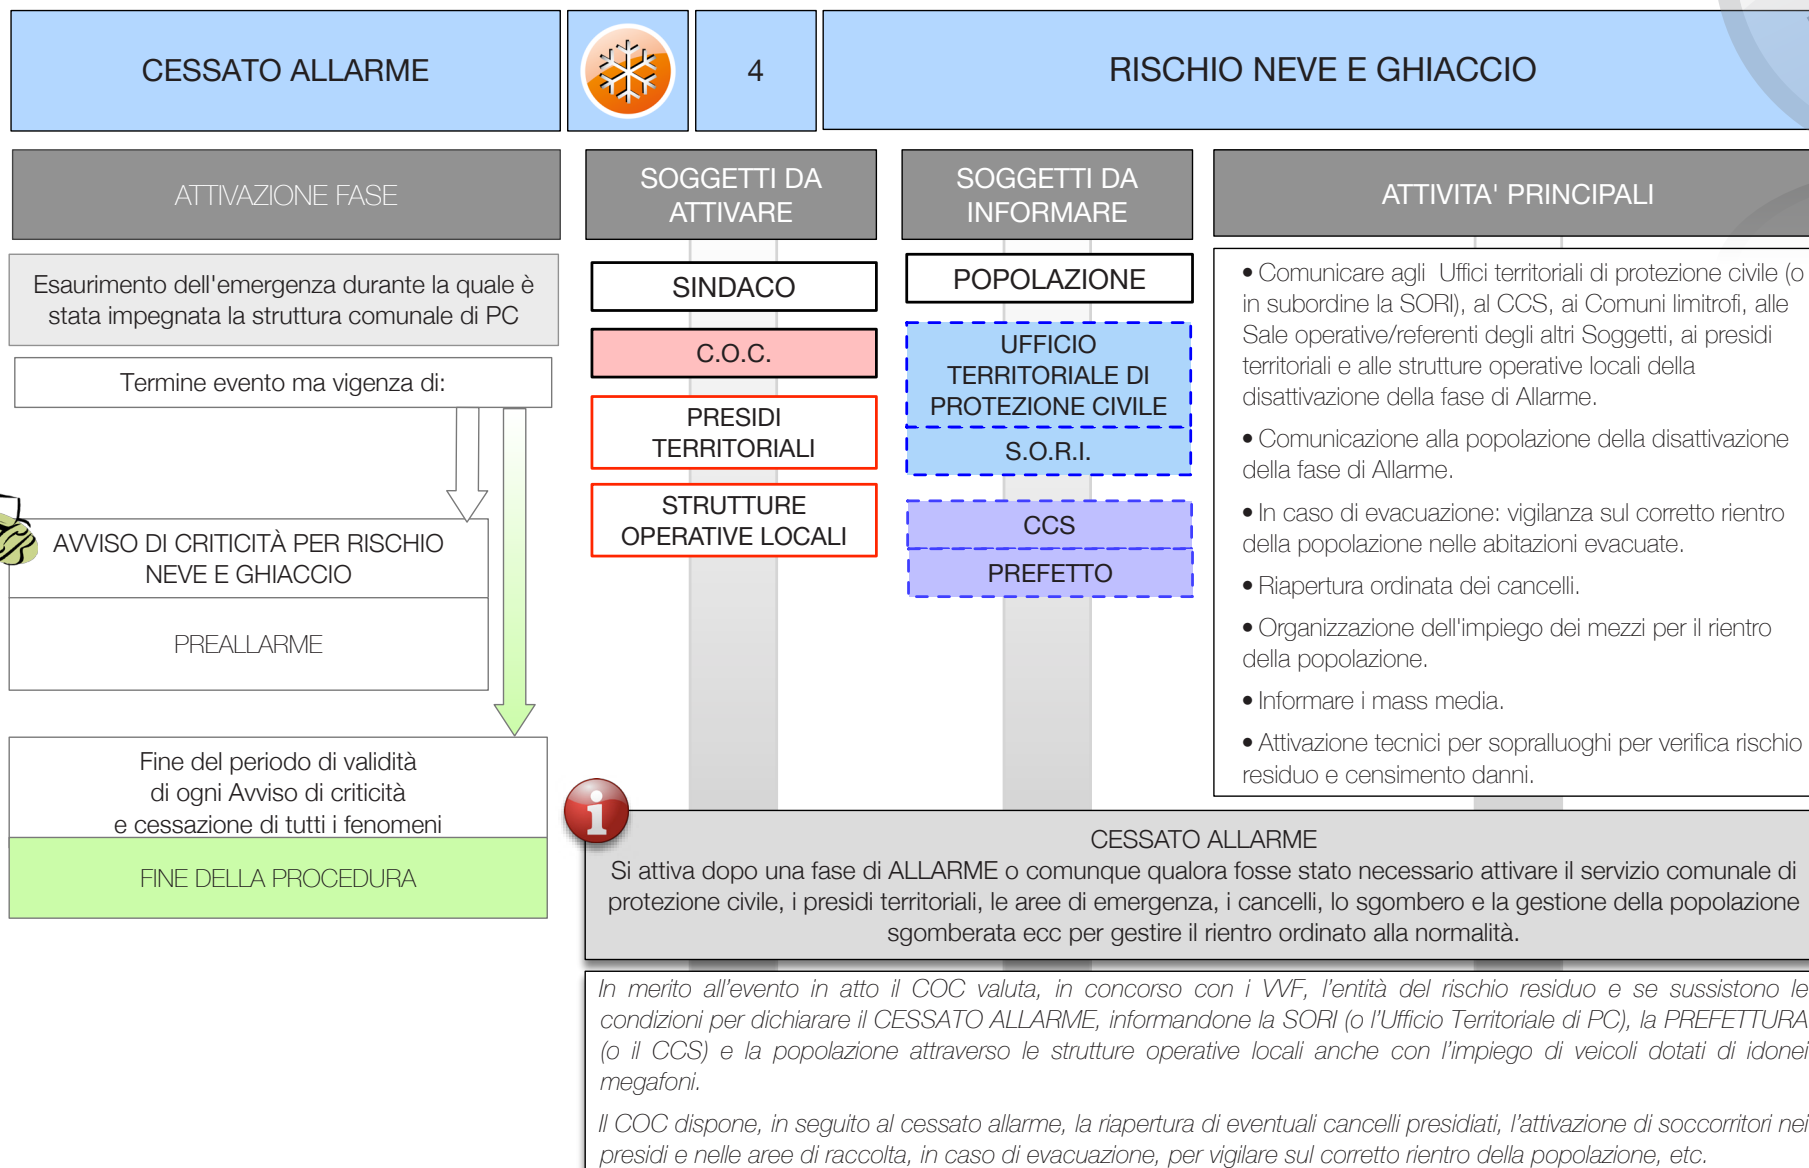 CESSATO ALLARME
4
RISCHIO NEVE E GHIACCIO
ATTIVAZIONE FASE
SOGGETTI DA
ATTIVARE
SOGGETTI DA
INFORMARE
ATTIVITA' PRINCIPALI
Esaurimento dell'emergenza durante la quale è
stata impegnata la struttura comunale di PC
Termine evento ma vigenza di:
AVVISO DI CRITICITÀ PER RISCHIO
NEVE E GHIACCIO
PREALLARME
Fine del periodo di validità
di ogni Avviso di criticità
e cessazione di tutti i fenomeni
FINE DELLA PROCEDURA
SINDACO
C.O.C.
PRESIDI
TERRITORIALI
STRUTTURE
OPERATIVE LOCALI
POPOLAZIONE
UFFICIO
TERRITORIALE DI
PROTEZIONE CIVILE
S.O.R.I.
CCS
PREFETTO
• Comunicare agli  Uffici territoriali di protezione civile (o
in subordine la SORI), al CCS, ai Comuni limitrofi, alle
Sale operative/referenti degli altri Soggetti, ai presidi
territoriali e alle strutture operative locali della
disattivazione della fase di Allarme.
• Comunicazione alla popolazione della disattivazione
della fase di Allarme.
• In caso di evacuazione: vigilanza sul corretto rientro
della popolazione nelle abitazioni evacuate.
• Riapertura ordinata dei cancelli.
• Organizzazione dell'impiego dei mezzi per il rientro
della popolazione.
• Informare i mass media.
• Attivazione tecnici per sopralluoghi per verifica rischio
residuo e censimento danni.
i
CESSATO ALLARME
Si attiva dopo una fase di ALLARME o comunque qualora fosse stato necessario attivare il servizio comunale di
protezione civile, i presidi territoriali, le aree di emergenza, i cancelli, lo sgombero e la gestione della popolazione
sgomberata ecc per gestire il rientro ordinato alla normalità.
In merito all'evento in atto il COC valuta, in concorso con i VVF, l'entità del rischio residuo e se sussistono le
condizioni per dichiarare il CESSATO ALLARME, informandone la SORI (o l'Ufficio Territoriale di PC), la PREFETTURA
(o il CCS) e la popolazione attraverso le strutture operative locali anche con l'impiego di veicoli dotati di idonei
megafoni.
Il COC dispone, in seguito al cessato allarme, la riapertura di eventuali cancelli presidiati, l'attivazione di soccorritori nei
presidi e nelle aree di raccolta, in caso di evacuazione, per vigilare sul corretto rientro della popolazione, etc.